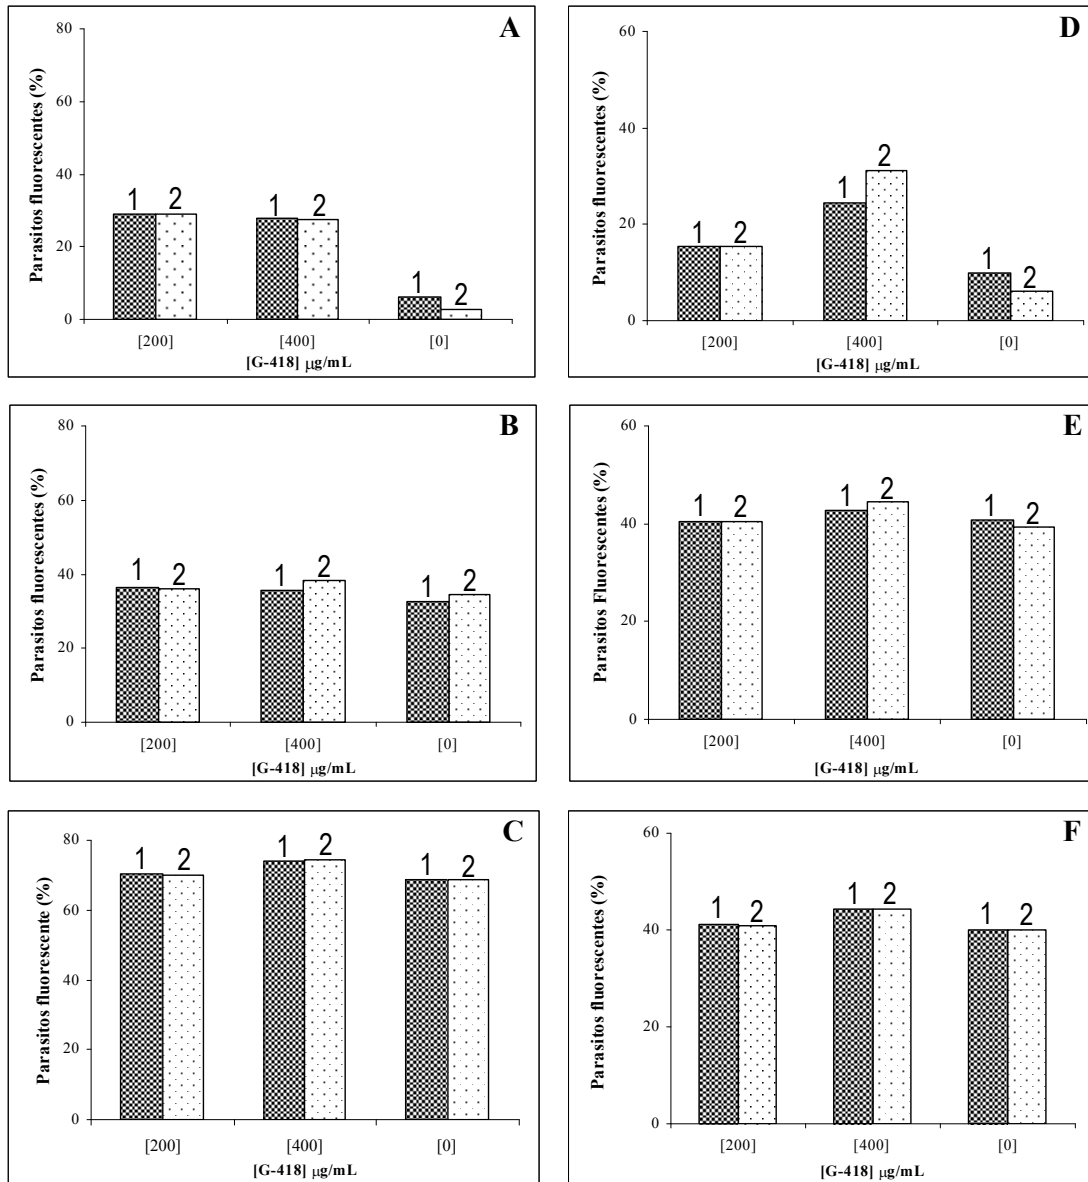 A
Parasitos fluorescentes (%)
80
60
40
20
0
1 2
1 2
1 2
[200] [400] [0]
[G-418] µg/mL
D
Parasitos fluorescentes (%)
60
40
20
0
1 2
1 2
1 2
[200] [400] [0]
[G-418] µg/mL
B
Parasitos fluorescentes (%)
80
60
40
20
0
1 2
1 2
1 2
[200] [400] [0]
[G-418] µg/mL
E
Parasitos Fluorescentes (%)
60
40
20
0
1 2
1 2
1 2
[200] [400] [0]
[G-418] µg/mL
C
Parasitos fluorescente (%)
80
60
40
20
0
1 2
1 2
1 2
[200] [400] [0]
[G-418] µg/mL
F
Parasitos fluorescentes (%)
60
40
20
0
1 2
1 2
1 2
[200] [400] [0]
[G-418] µg/mL